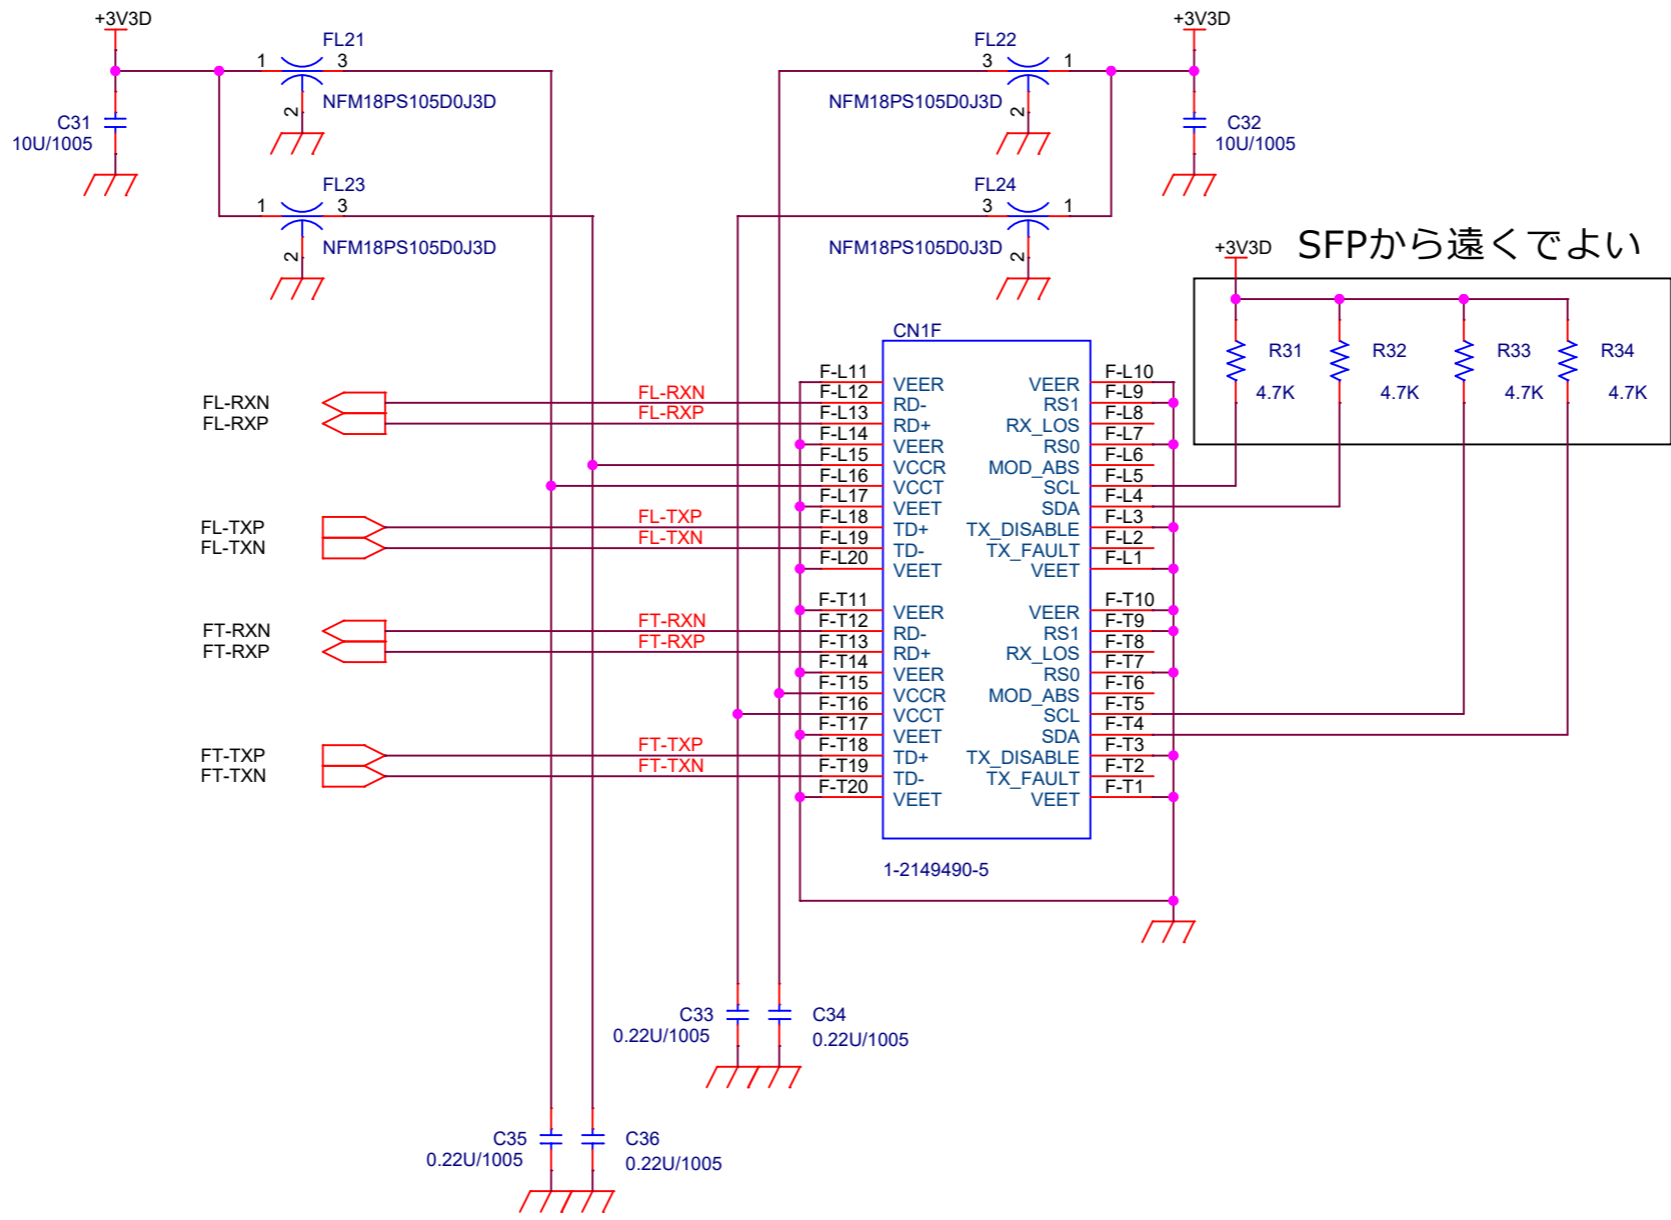 +3V3D
+3V3D
FL21
FL22
1
3
3
1
NFM18PS105D0J3D
NFM18PS105D0J3D
2
2
C31
10U/1005
C32
10U/1005
FL23
FL24
1
3
3
1
NFM18PS105D0J3D
NFM18PS105D0J3D
2
2
+3V3D
SFPから遠くでよい
R31
R32
R33
R34
4.7K
4.7K
4.7K
4.7K
CN1F
F-L11 VEER VEER F-L10
FL-RXN FL-RXN F-L12 RD- RS1 F-L9
FL-RXP FL-RXP F-L13 RD+ RX_LOS F-L8
F-L14 VEER RS0 F-L7
F-L15 VCCR MOD_ABS F-L6
F-L16 VCCT SCL F-L5
F-L17 VEET SDA F-L4
FL-TXP FL-TXP F-L18 TD+ TX_DISABLE F-L3
FL-TXN FL-TXN F-L19 TD- TX_FAULT F-L2
F-L20 VEET VEET F-L1
F-T11 VEER VEER F-T10
FT-RXN FT-RXN F-T12 RD- RS1 F-T9
FT-RXP FT-RXP F-T13 RD+ RX_LOS F-T8
F-T14 VEER RS0 F-T7
F-T15 VCCR MOD_ABS F-T6
F-T16 VCCT SCL F-T5
F-T17 VEET SDA F-T4
FT-TXP FT-TXP F-T18 TD+ TX_DISABLE F-T3
FT-TXN FT-TXN F-T19 TD- TX_FAULT F-T2
F-T20 VEET VEET F-T1
1-2149490-5
C33
0.22U/1005
C34
0.22U/1005
C35
0.22U/1005
C36
0.22U/1005